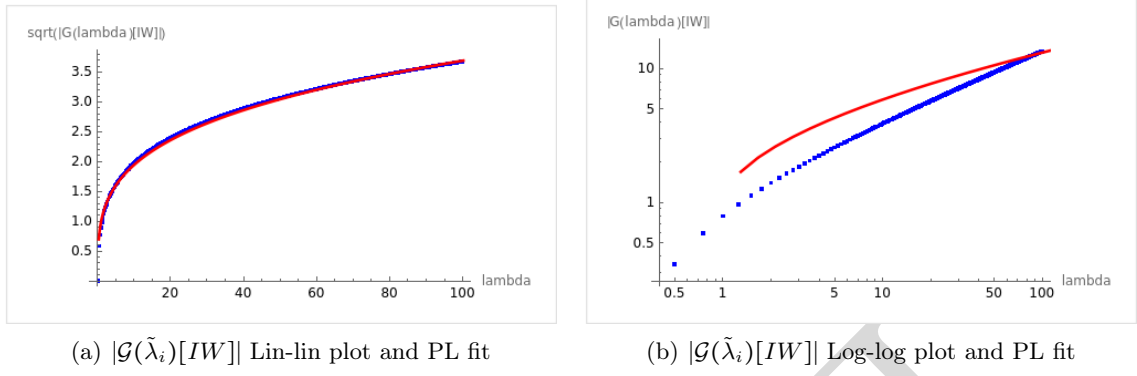 sqrt(|G(lambda)[IW]|)
3.5
3.0
2.5
2.0
1.5
1.0
0.5
20 40 60 80 100
lambda
|G(lambda)[IW]|
10
5
1
0.5
0.5 1 5 10 50 100
lambda
(a) |𝒢(λ̃ᵢ)[IW]| Lin-lin plot and PL fit
(b) |𝒢(λ̃ᵢ)[IW]| Log-log plot and PL fit